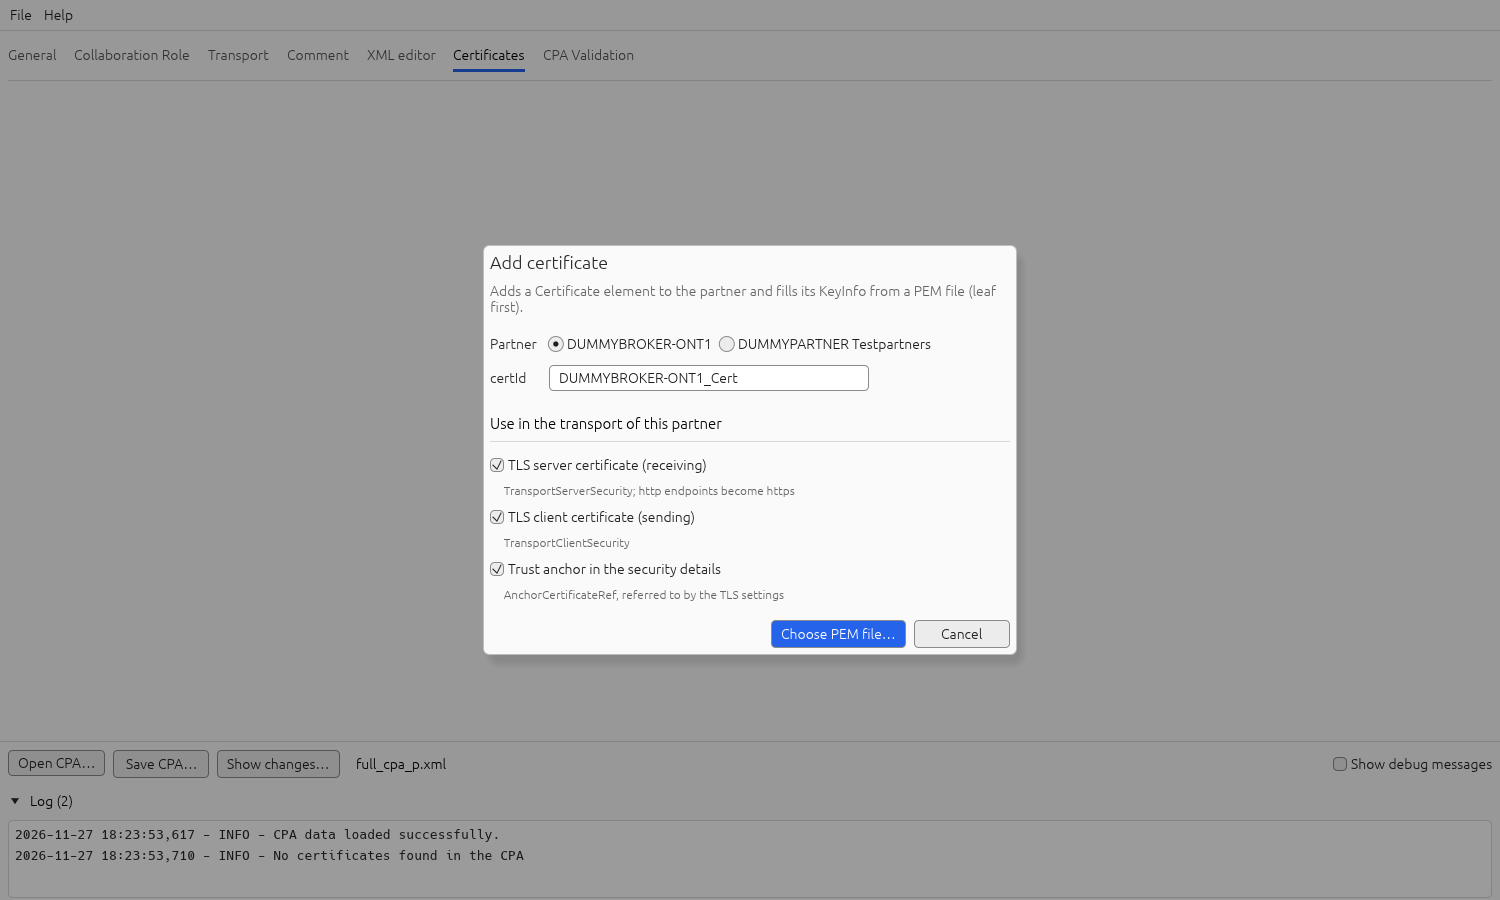 File Help
General Collaboration Role Transport Comment XML editor Certificates CPA Validation
Add certificate
Adds a Certificate element to the partner and fills its KeyInfo from a PEM file (leaf
first).
Partner DUMMYBROKER-ONT1 DUMMYPARTNER Testpartners
certId DUMMYBROKER-ONT1_Cert
Use in the transport of this partner
TLS server certificate (receiving)
TransportServerSecurity; http endpoints become https
TLS client certificate (sending)
TransportClientSecurity
Trust anchor in the security details
AnchorCertificateRef, referred to by the TLS settings
Choose PEM file... Cancel
Open CPA... Save CPA... Show changes... full_cpa_p.xml Show debug messages
Log (2)
2026-11-27 18:23:53,617 - INFO - CPA data loaded successfully.
2026-11-27 18:23:53,710 - INFO - No certificates found in the CPA